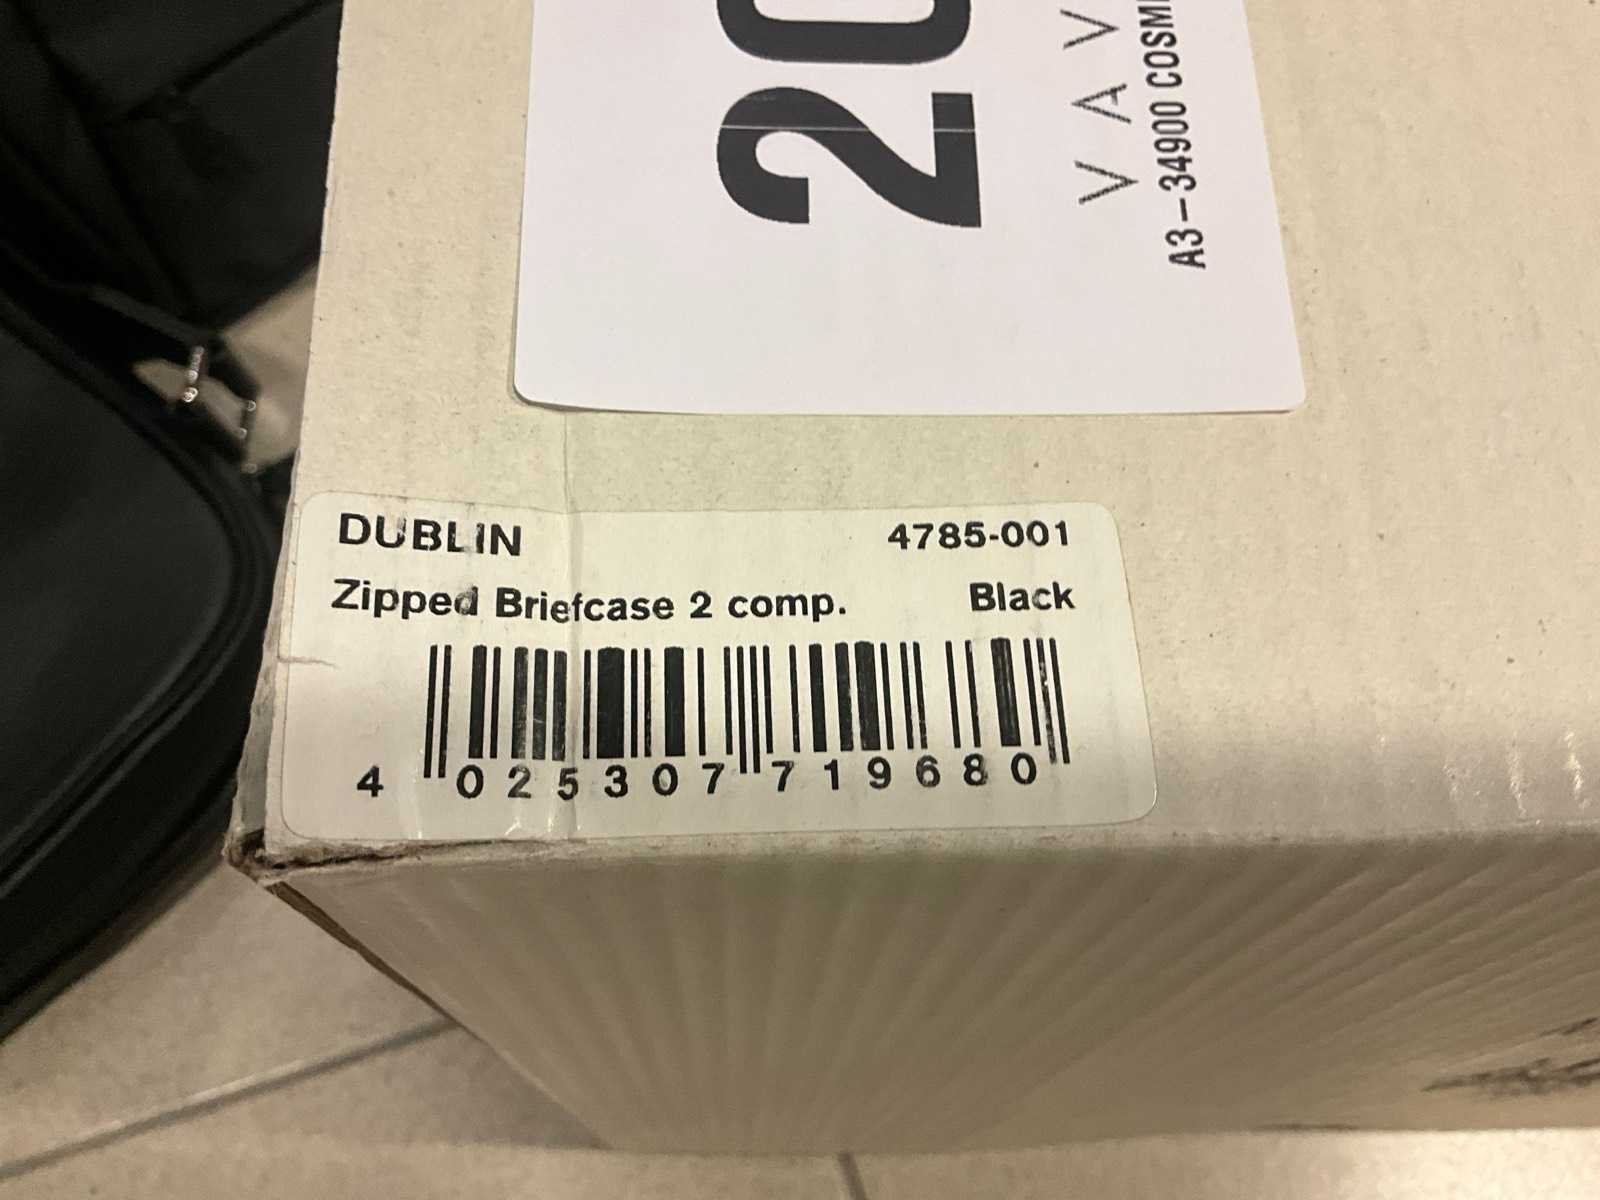 20
V A V
A3-34900 COSM
DUBLIN 4785-001
Zipped Briefcase 2 comp. Black
4 025307 719680